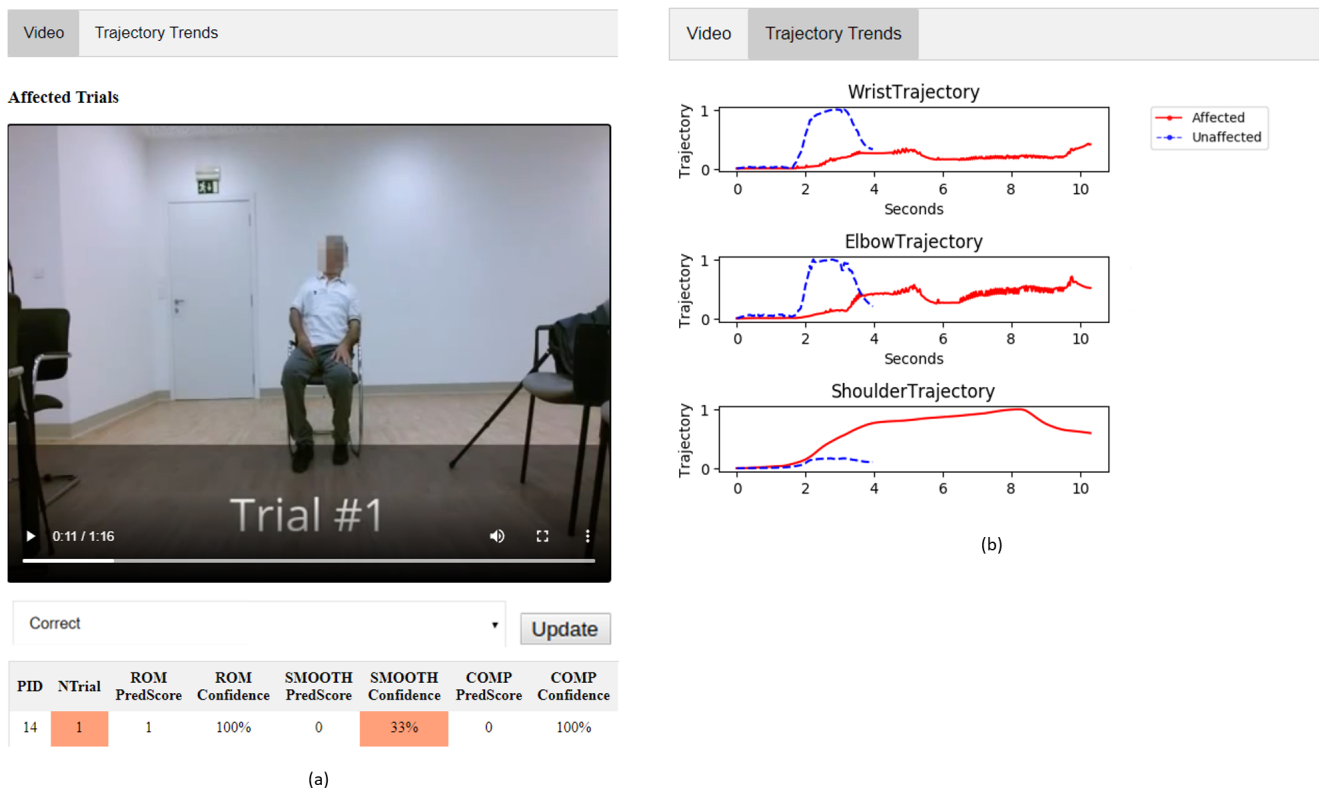 Video Trajectory Trends
Affected Trials
Trial #1
0:11 / 1:16
Correct
Update
PID NTrial ROM PredScore ROM Confidence SMOOTH PredScore SMOOTH Confidence COMP PredScore COMP Confidence
14 1 1 100% 0 33% 0 100%
(a)
Video Trajectory Trends
WristTrajectory
Trajectory
1
0
0 2 4 6 8 10
Seconds
Affected
Unaffected
ElbowTrajectory
Trajectory
1
0
0 2 4 6 8 10
Seconds
ShoulderTrajectory
Trajectory
1
0
0 2 4 6 8 10
(b)